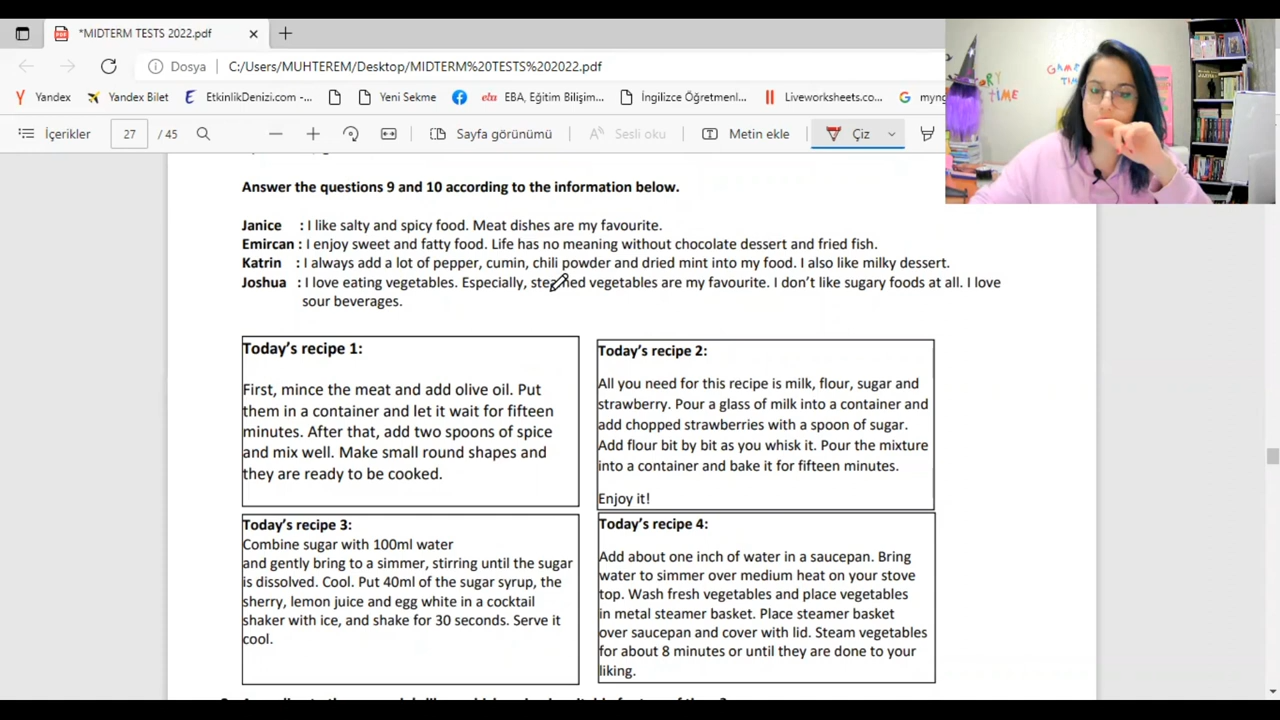 *MIDTERM TESTS 2022.pdf
Dosya
C:/Users/MUHTEREM/Desktop/MIDTERM%20TESTS%202022.pdf
Yandex
Yandex Bilet
EtkinlikDenizi.com -...
Yeni Sekme
EBA, Eğitim Bilişim...
İngilizce Öğretmenl...
Liveworksheets.co...
myng
İçerikler
27
/ 45
Sayfa görünümü
Sesli oku
Metin ekle
Çiz
TIME
GAME
TIME
Answer the questions 9 and 10 according to the information below.
Janice : I like salty and spicy food. Meat dishes are my favourite.
Emircan : I enjoy sweet and fatty food. Life has no meaning without chocolate dessert and fried fish.
Katrin : I always add a lot of pepper, cumin, chili powder and dried mint into my food. I also like milky dessert.
Joshua : I love eating vegetables. Especially, steamed vegetables are my favourite. I don't like sugary foods at all. I love
sour beverages.
Today's recipe 1:
First, mince the meat and add olive oil. Put
them in a container and let it wait for fifteen
minutes. After that, add two spoons of spice
and mix well. Make small round shapes and
they are ready to be cooked.
Today's recipe 2:
All you need for this recipe is milk, flour, sugar and
strawberry. Pour a glass of milk into a container and
add chopped strawberries with a spoon of sugar.
Add flour bit by bit as you whisk it. Pour the mixture
into a container and bake it for fifteen minutes.
Enjoy it!
Today's recipe 3:
Combine sugar with 100ml water
and gently bring to a simmer, stirring until the sugar
is dissolved. Cool. Put 40ml of the sugar syrup, the
sherry, lemon juice and egg white in a cocktail
shaker with ice, and shake for 30 seconds. Serve it
cool.
Today's recipe 4:
Add about one inch of water in a saucepan. Bring
water to simmer over medium heat on your stove
top. Wash fresh vegetables and place vegetables
in metal steamer basket. Place steamer basket
over saucepan and cover with lid. Steam vegetables
for about 8 minutes or until they are done to your
liking.